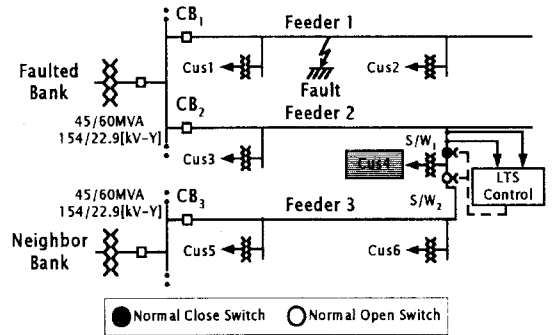 CB1
Feeder 1
Cus1
Cus2
Fault
Faulted
Bank
45/60MVA
154/22.9[kV-Y]
CB2
Feeder 2
Cus3
S/W1
Cus4
LTS
Control
S/W2
45/60MVA
154/22.9[kV-Y]
CB3
Feeder 3
Neighbor
Bank
Cus5
Cus6
Normal Close Switch
Normal Open Switch